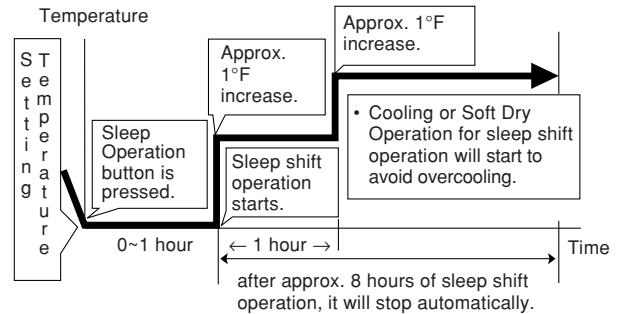 Temperature
Setting
Temperature
Sleep
Operation
button is
pressed.
Approx.
1°F
increase.
Approx. 1°F
increase.
Sleep shift
operation
starts.
• Cooling or Soft Dry
Operation for sleep shift
operation will start to
avoid overcooling.
0~1 hour
← 1 hour →
Time
after approx. 8 hours of sleep shift
operation, it will stop automatically.